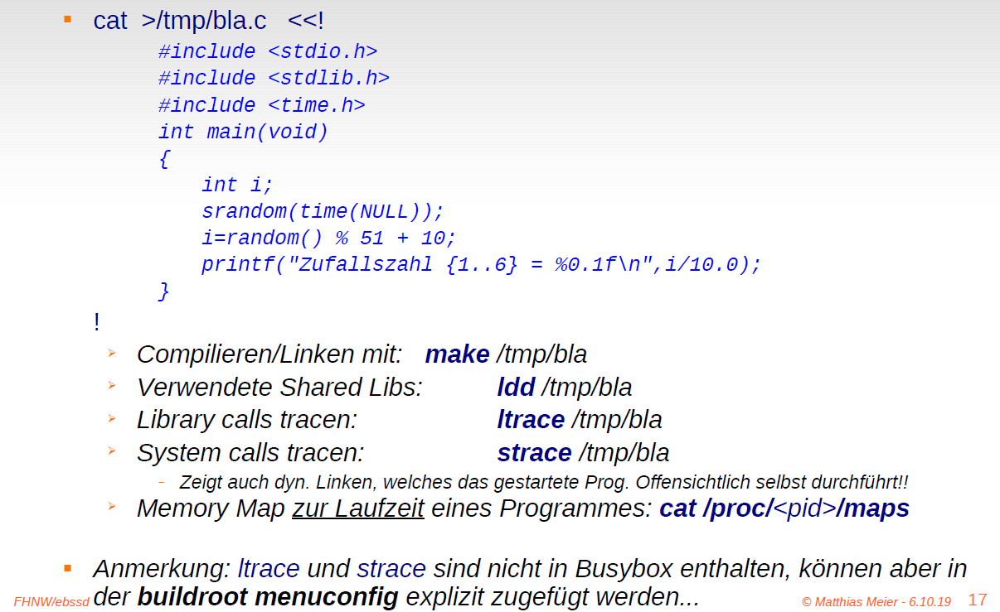 cat >/tmp/bla.c <<!
#include <stdio.h>
#include <stdlib.h>
#include <time.h>
int main(void)
{
int i;
srandom(time(NULL));
i=random() % 51 + 10;
printf("Zufallszahl {1..6} = %0.1f\n",i/10.0);
}
!
Compilieren/Linken mit: make /tmp/bla
Verwendete Shared Libs: ldd /tmp/bla
Library calls tracen: ltrace /tmp/bla
System calls tracen: strace /tmp/bla
– Zeigt auch dyn. Linken, welches das gestartete Prog. Offensichtlich selbst durchführt!!
Memory Map zur Laufzeit eines Programmes: cat /proc/<pid>/maps
Anmerkung: ltrace und strace sind nicht in Busybox enthalten, können aber in
der buildroot menuconfig explizit zugefügt werden...
FHNW/ebssd
© Matthias Meier - 6.10.19 17